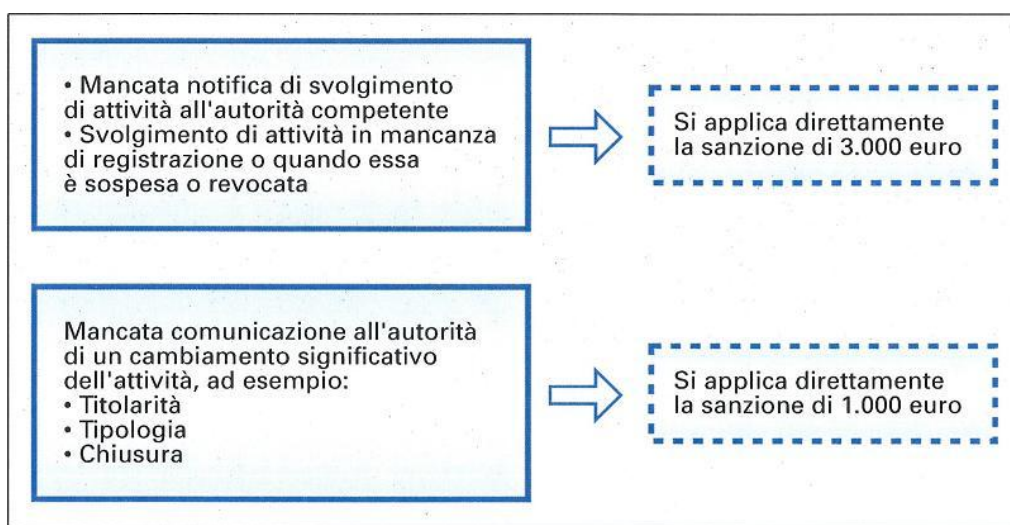 • Mancata notifica di svolgimento
di attività all'autorità competente
• Svolgimento di attività in mancanza
di registrazione o quando essa
è sospesa o revocata
Si applica direttamente
la sanzione di 3.000 euro
Mancata comunicazione all'autorità
di un cambiamento significativo
dell'attività, ad esempio:
• Titolarità
• Tipologia
• Chiusura
Si applica direttamente
la sanzione di 1.000 euro